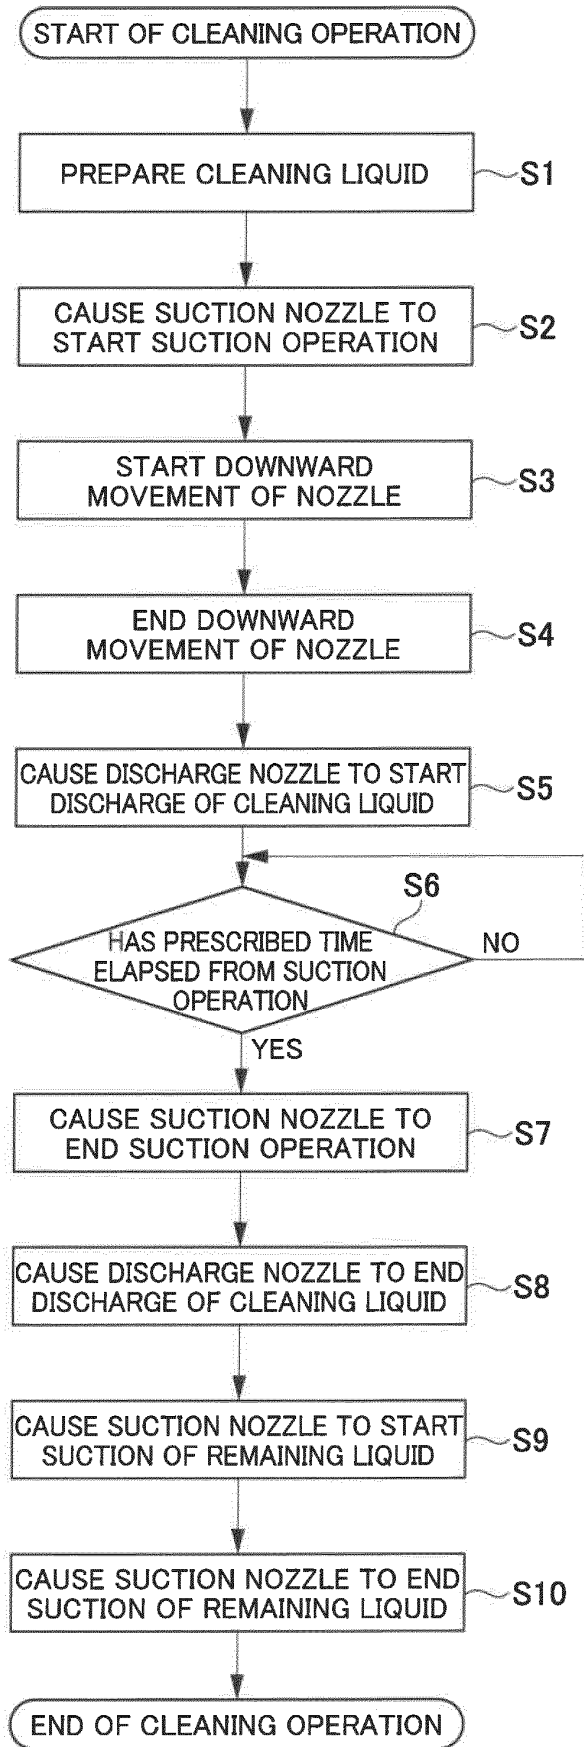 START OF CLEANING OPERATION
PREPARE CLEANING LIQUID
S1
CAUSE SUCTION NOZZLE TO
START SUCTION OPERATION
S2
START DOWNWARD
MOVEMENT OF NOZZLE
S3
END DOWNWARD
MOVEMENT OF NOZZLE
S4
CAUSE DISCHARGE NOZZLE TO START
DISCHARGE OF CLEANING LIQUID
S5
S6
HAS PRESCRIBED TIME
ELAPSED FROM SUCTION
OPERATION
NO
YES
CAUSE SUCTION NOZZLE TO
END SUCTION OPERATION
S7
CAUSE DISCHARGE NOZZLE TO END
DISCHARGE OF CLEANING LIQUID
S8
CAUSE SUCTION NOZZLE TO START
SUCTION OF REMAINING LIQUID
S9
CAUSE SUCTION NOZZLE TO END
SUCTION OF REMAINING LIQUID
S10
END OF CLEANING OPERATION